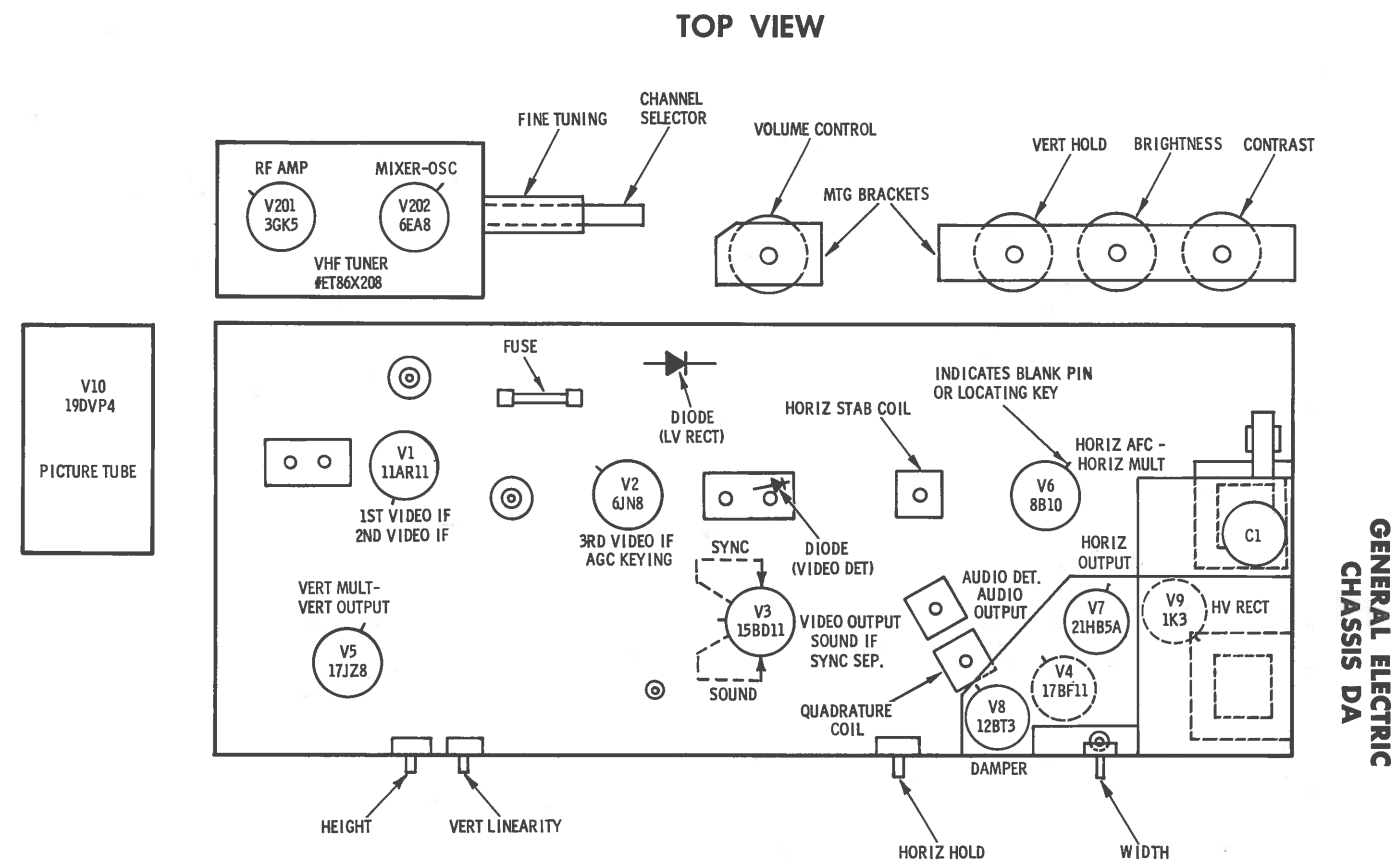 TOP VIEW
CHANNEL
SELECTOR
FINE TUNING
VOLUME CONTROL
VERT HOLD
BRIGHTNESS
CONTRAST
RF AMP
MIXER-OSC
MTG BRACKETS
V201
3GK5
V202
6EA8
VHF TUNER
#ET86X208
V10
19DVP4
PICTURE TUBE
FUSE
DIODE
(LV RECT)
HORIZ STAB COIL
INDICATES BLANK PIN
OR LOCATING KEY
HORIZ AFC -
HORIZ MULT
V1
11AR11
1ST VIDEO IF
2ND VIDEO IF
V2
6JN8
3RD VIDEO IF
AGC KEYING
DIODE
(VIDEO DET)
V6
8B10
C1
SYNC
HORIZ
OUTPUT
VERT MULT-
VERT OUTPUT
V5
17JZ8
V3
15BD11
VIDEO OUTPUT
SOUND IF
SYNC SEP.
SOUND
AUDIO DET.
AUDIO
OUTPUT
V7
21HB5A
V9
1K3
HV RECT
V4
17BF11
QUADRATURE
COIL
V8
12BT3
DAMPER
HEIGHT
VERT LINEARITY
HORIZ HOLD
WIDTH
GENERAL ELECTRIC
CHASSIS DA